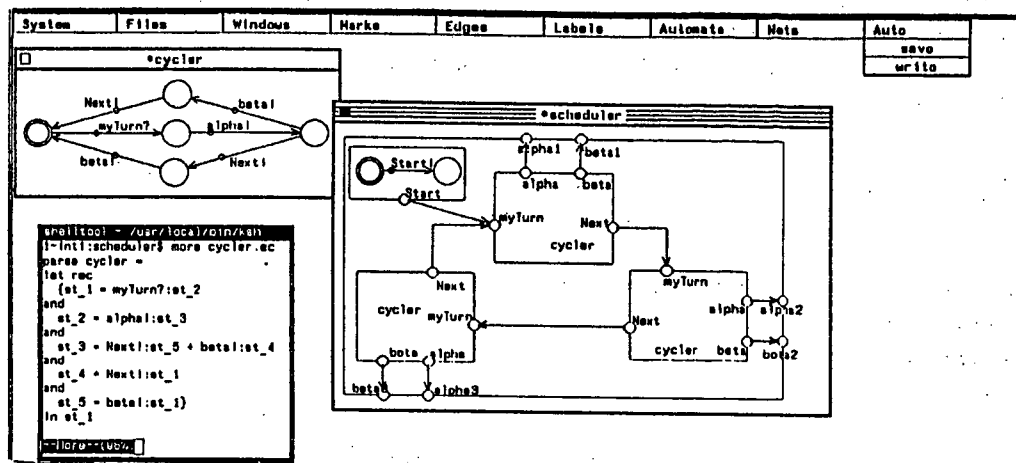 System Files Windows Marks Edges Labels Automata Nets Auto
save
write
*cycler
Next! beta!
myTurn? alpha!
beta! Next!
*scheduler
alpha1 beta1
Start!
Start
alpha beta
myTurn Next
cycler
Next myTurn
cycler myTurn
Next alpha alpha2
beta alpha cycler beta beta2
beta3 alpha3
shelltool - /usr/local/bin/ksh
[-int]:scheduler$ more cycler.ec
parse cycler =
let rec
{st_1 = myTurn?:st_2
and
st_2 = alpha!:st_3
and
st_3 = Next!:st_5 + beta!:st_4
and
st_4 = Next!:st_1
and
st_5 = beta!:st_1}
in st_1
--More--(96%